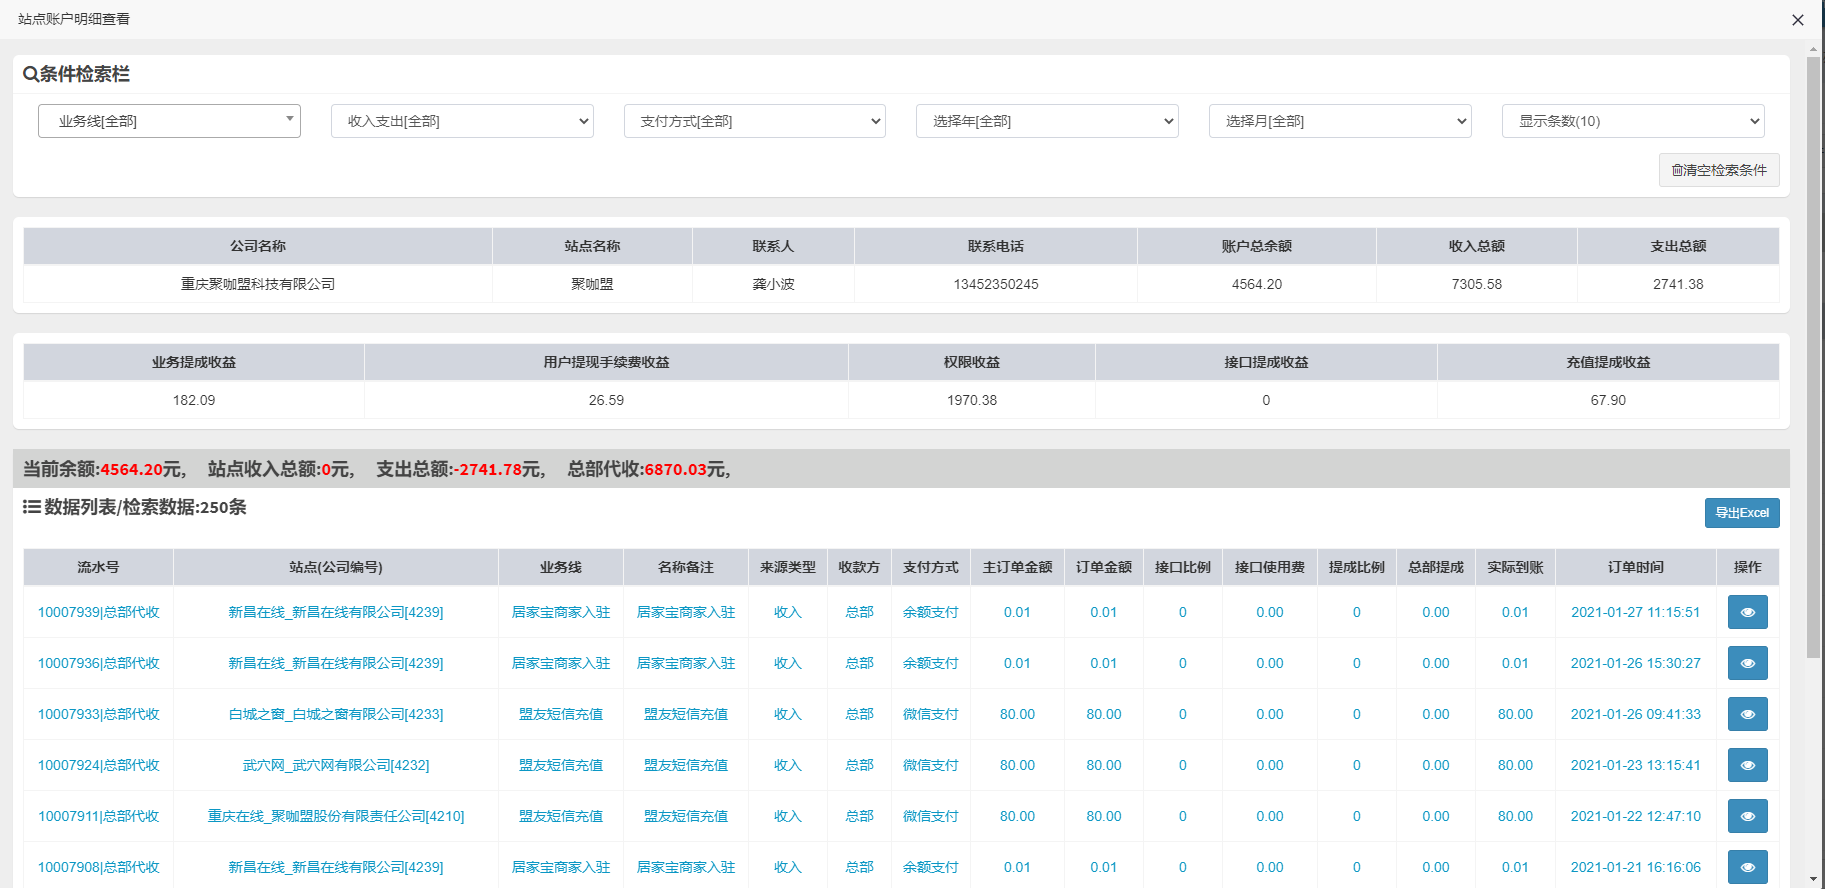 站点账户明细查看
条件检索栏
业务线[全部] 收入支出[全部] 支付方式[全部] 选择年[全部] 选择月[全部] 显示条数(10)
清空检索条件
公司名称 站点名称 联系人 联系电话 账户总余额 收入总额 支出总额
重庆聚咖盟科技有限公司 聚咖盟 龚小波 13452350245 4564.20 7305.58 2741.38
业务提成收益 用户提现手续费收益 权限收益 接口提成收益 充值提成收益
182.09 26.59 1970.38 0 67.90
当前余额:4564.20元, 站点收入总额:0元, 支出总额:-2741.78元, 总部代收:6870.03元,
数据列表/检索数据:250条
导出Excel
流水号 站点(公司编号) 业务线 名称备注 来源类型 收款方 支付方式 主订单金额 订单金额 接口比例 接口使用费 提成比例 总部提成 实际到账 订单时间 操作
10007939|总部代收 新昌在线_新昌在线有限公司[4239] 居家宝商家入驻 居家宝商家入驻 收入 总部 余额支付 0.01 0.01 0 0.00 0 0.00 0.01 2021-01-27 11:15:51
10007936|总部代收 新昌在线_新昌在线有限公司[4239] 居家宝商家入驻 居家宝商家入驻 收入 总部 余额支付 0.01 0.01 0 0.00 0 0.00 0.01 2021-01-26 15:30:27
10007933|总部代收 白城之窗_白城之窗有限公司[4233] 盟友短信充值 盟友短信充值 收入 总部 微信支付 80.00 80.00 0 0.00 0 0.00 80.00 2021-01-26 09:41:33
10007924|总部代收 武穴网_武穴网有限公司[4232] 盟友短信充值 盟友短信充值 收入 总部 微信支付 80.00 80.00 0 0.00 0 0.00 80.00 2021-01-23 13:15:41
10007911|总部代收 重庆在线_聚咖盟股份有限责任公司[4210] 盟友短信充值 盟友短信充值 收入 总部 微信支付 80.00 80.00 0 0.00 0 0.00 80.00 2021-01-22 12:47:10
10007908|总部代收 新昌在线_新昌在线有限公司[4239] 居家宝商家入驻 居家宝商家入驻 收入 总部 余额支付 0.01 0.01 0 0.00 0 0.00 0.01 2021-01-21 16:16:06